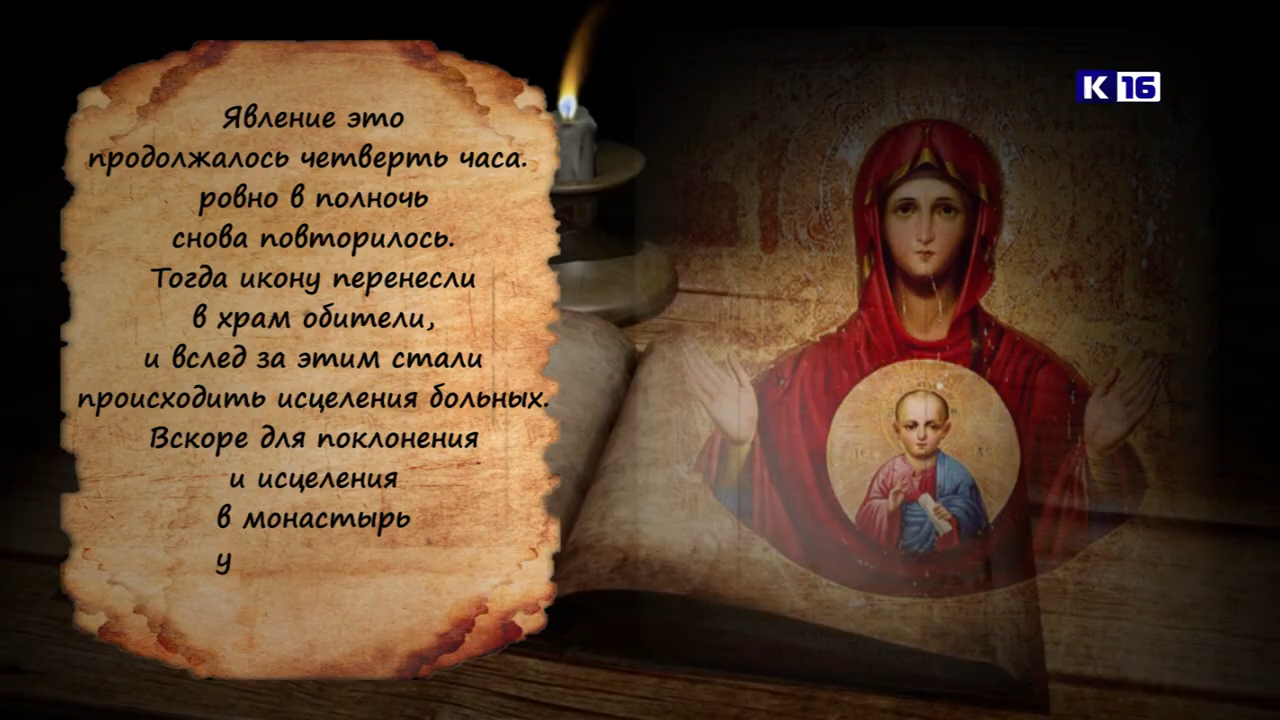 Явление это
продолжалось четверть часа.
ровно в полночь
снова повторилось.
Тогда икону перенесли
в храм обители,
и вслед за этим стали
происходить исцеления больных.
Вскоре для поклонения
и исцеления
в монастырь
у
К 16